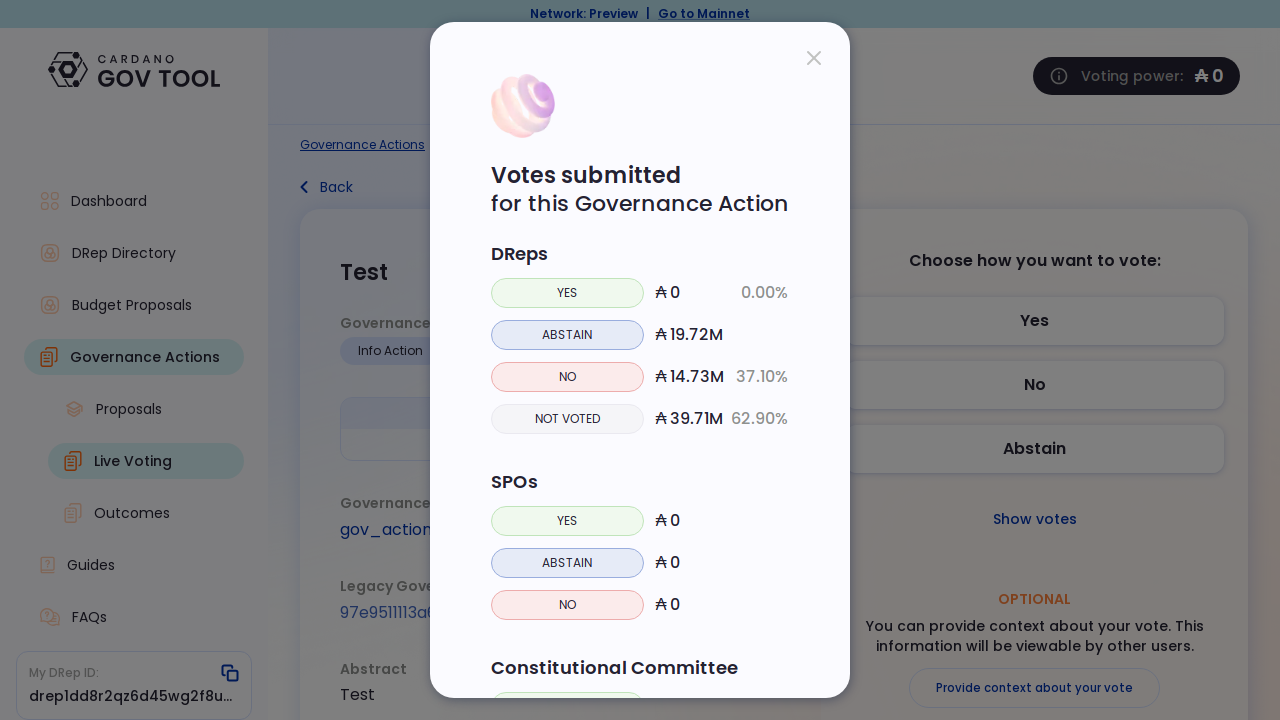 Network: Preview | Go to Mainnet
CARDANO
GOV TOOL
Voting power: ₳ 0
Governance Actions
Back
Dashboard
DRep Directory
Budget Proposals
Governance Actions
Proposals
Live Voting
Outcomes
Guides
FAQs
My DRep ID:
drep1dd8r2qz6d45wg2f8u...
Test
Governance
Info Action
Governance
gov_action
Legacy Gove
97e9511113a6
Abstract
Test
Votes submitted
for this Governance Action
DReps
YES ₳ 0 0.00%
ABSTAIN ₳ 19.72M
NO ₳ 14.73M 37.10%
NOT VOTED ₳ 39.71M 62.90%
SPOs
YES ₳ 0
ABSTAIN ₳ 0
NO ₳ 0
Constitutional Committee
Choose how you want to vote:
Yes
No
Abstain
Show votes
OPTIONAL
You can provide context about your vote. This
information will be viewable by other users.
Provide context about your vote